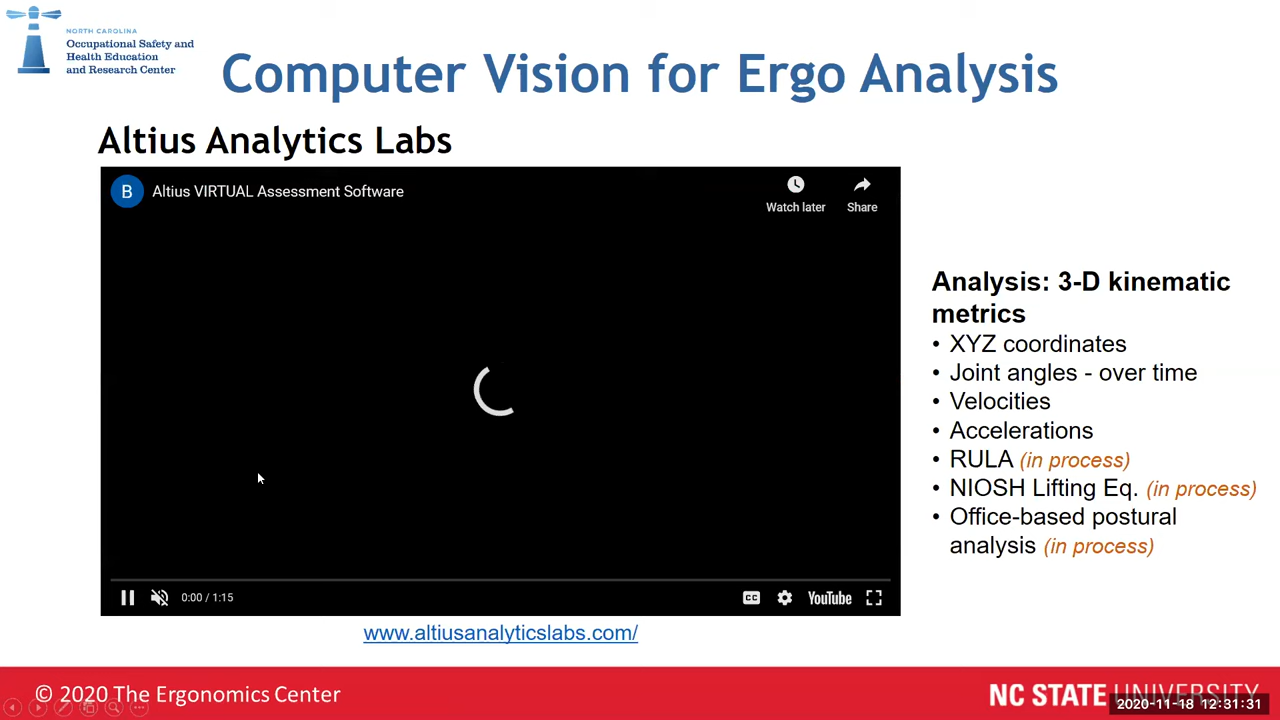 NORTH CAROLINA
Occupational Safety and
Health Education
and Research Center
Computer Vision for Ergo Analysis
Altius Analytics Labs
B Altius VIRTUAL Assessment Software
Watch later Share
Analysis: 3-D kinematic
metrics
• XYZ coordinates
• Joint angles - over time
• Velocities
• Accelerations
• RULA (in process)
• NIOSH Lifting Eq. (in process)
• Office-based postural
analysis (in process)
0:00 / 1:15 CC YouTube
www.altiusanalyticslabs.com/
© 2020 The Ergonomics Center
NC STATE UNIVERSITY
2020-11-18 12:31:31